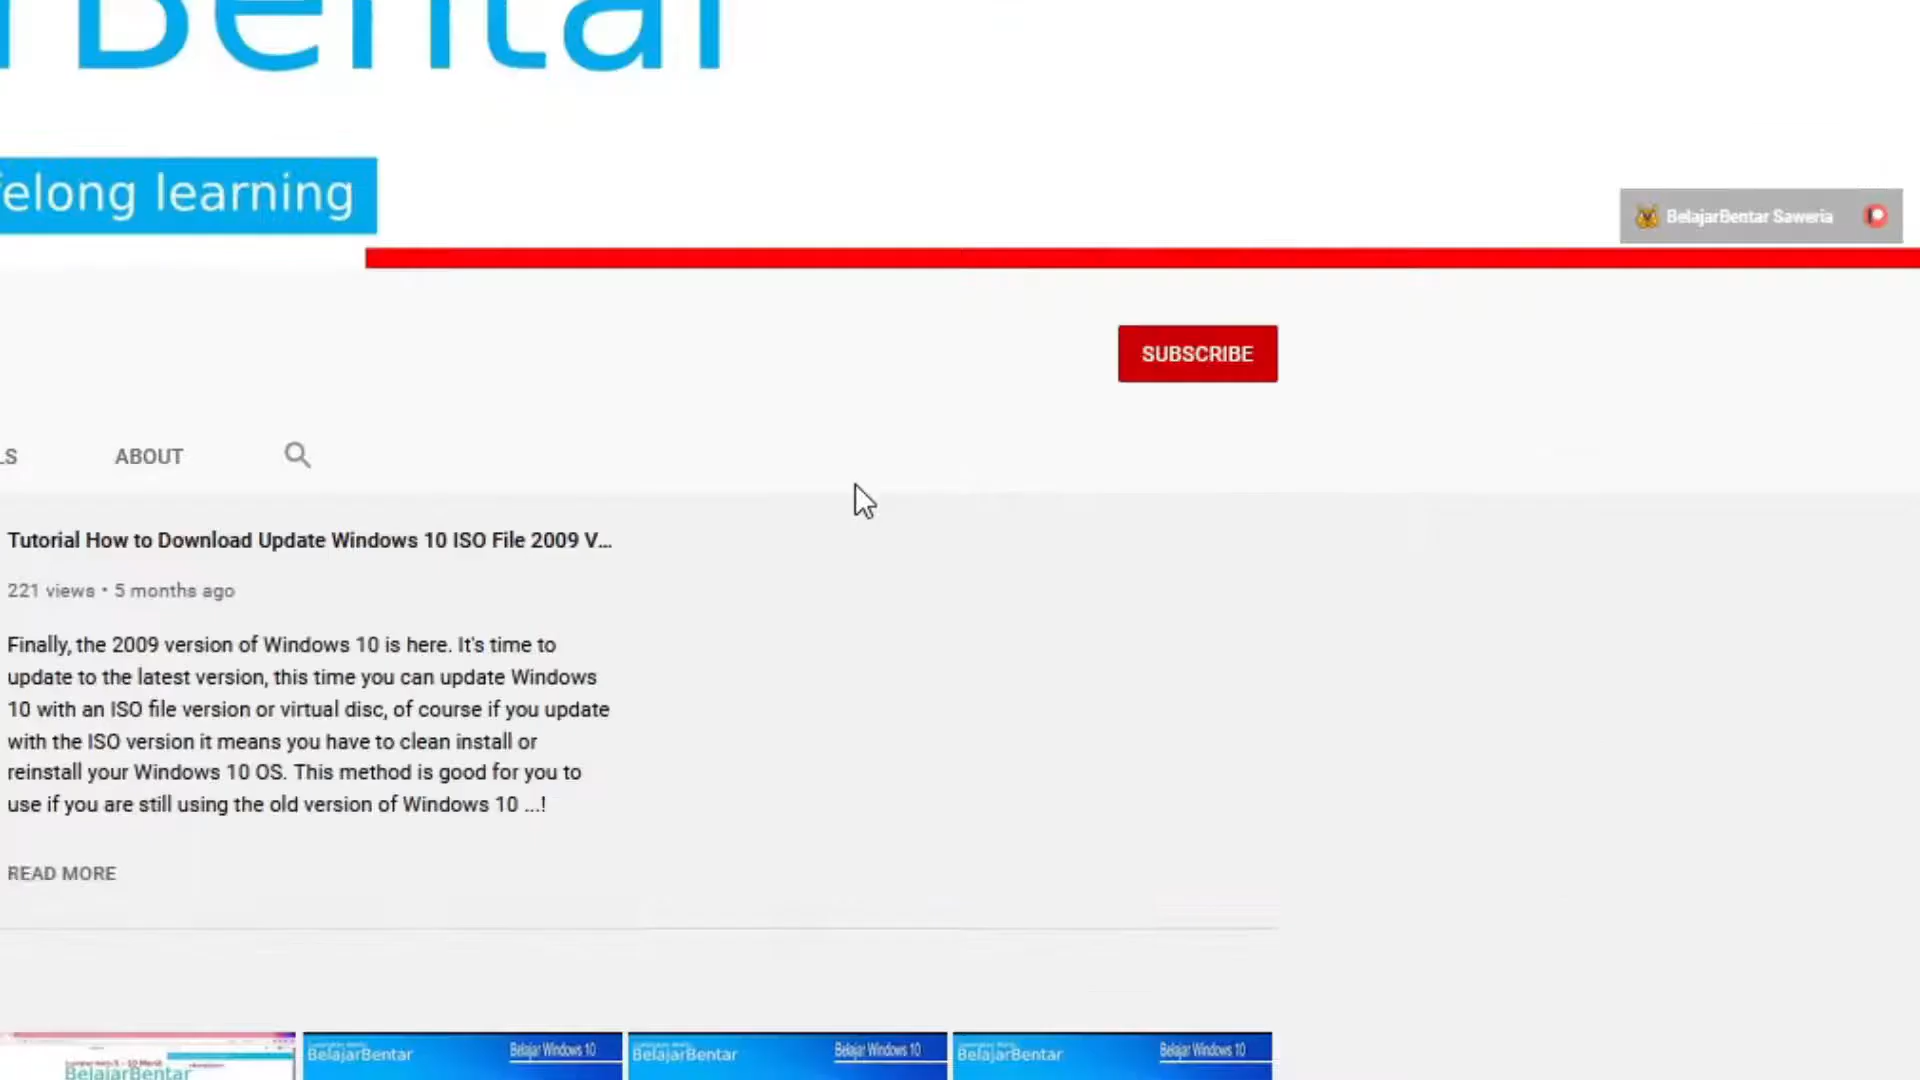 rBentar
felong learning
BelajarBentar Saweria
SUBSCRIBE
LS
ABOUT
Tutorial How to Download Update Windows 10 ISO File 2009 V...
221 views • 5 months ago
Finally, the 2009 version of Windows 10 is here. It's time to
update to the latest version, this time you can update Windows
10 with an ISO file version or virtual disc, of course if you update
with the ISO version it means you have to clean install or
reinstall your Windows 10 OS. This method is good for you to
use if you are still using the old version of Windows 10 ...!
READ MORE
BelajarBentar
BelajarBentar
Belajar Windows 10
BelajarBentar
Belajar Windows 10
BelajarBentar
Belajar Windows 10